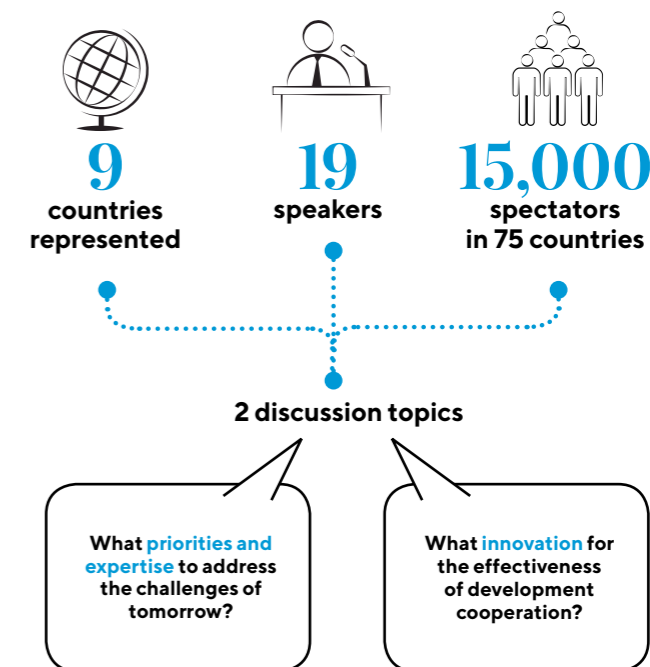 9
countries
represented
19
speakers
15,000
spectators
in 75 countries
2 discussion topics
What priorities and
expertise to address
the challenges of
tomorrow?
What innovation for
the effectiveness
of development
cooperation?